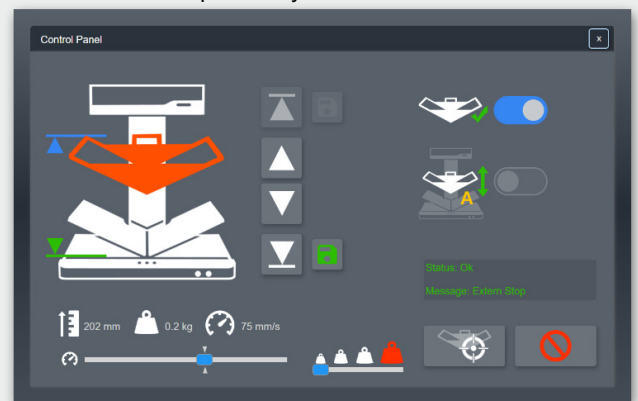 Control Panel
x
A
Status: Ok
Message: Extern Stop
202 mm
0.2 kg
75 mm/s